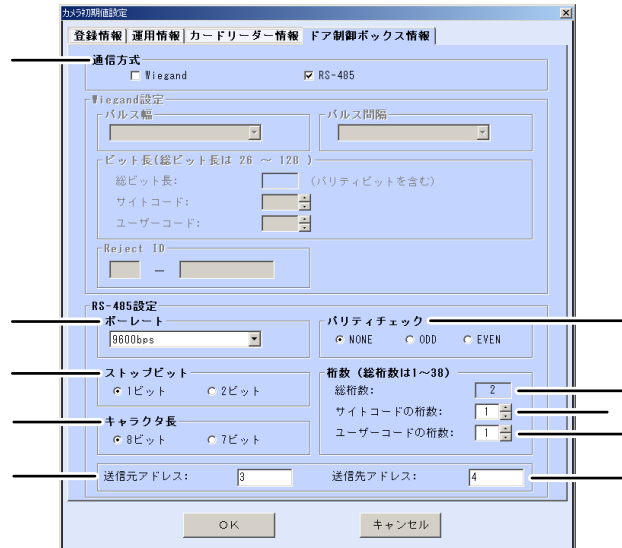 カメラ初期値設定
登録情報 運用情報 カードリーダー情報 ドア制御ボックス情報
通信方式
Wiegand RS-485
Wiegand設定
パルス幅 パルス間隔
ビット長(総ビット長は 26 ～ 128 )
総ビット長: (パリティビットを含む)
サイトコード:
ユーザーコード:
Reject ID
－
RS-485設定
ボーレート パリティチェック
9600bps NONE ODD EVEN
ストップビット 桁数 (総桁数は1～38)
1ビット 2ビット 総桁数: 2
サイトコードの桁数: 1
キャラクタ長
ユーザーコードの桁数: 1
8ビット 7ビット
送信元アドレス: 3 送信先アドレス: 4
OK キャンセル